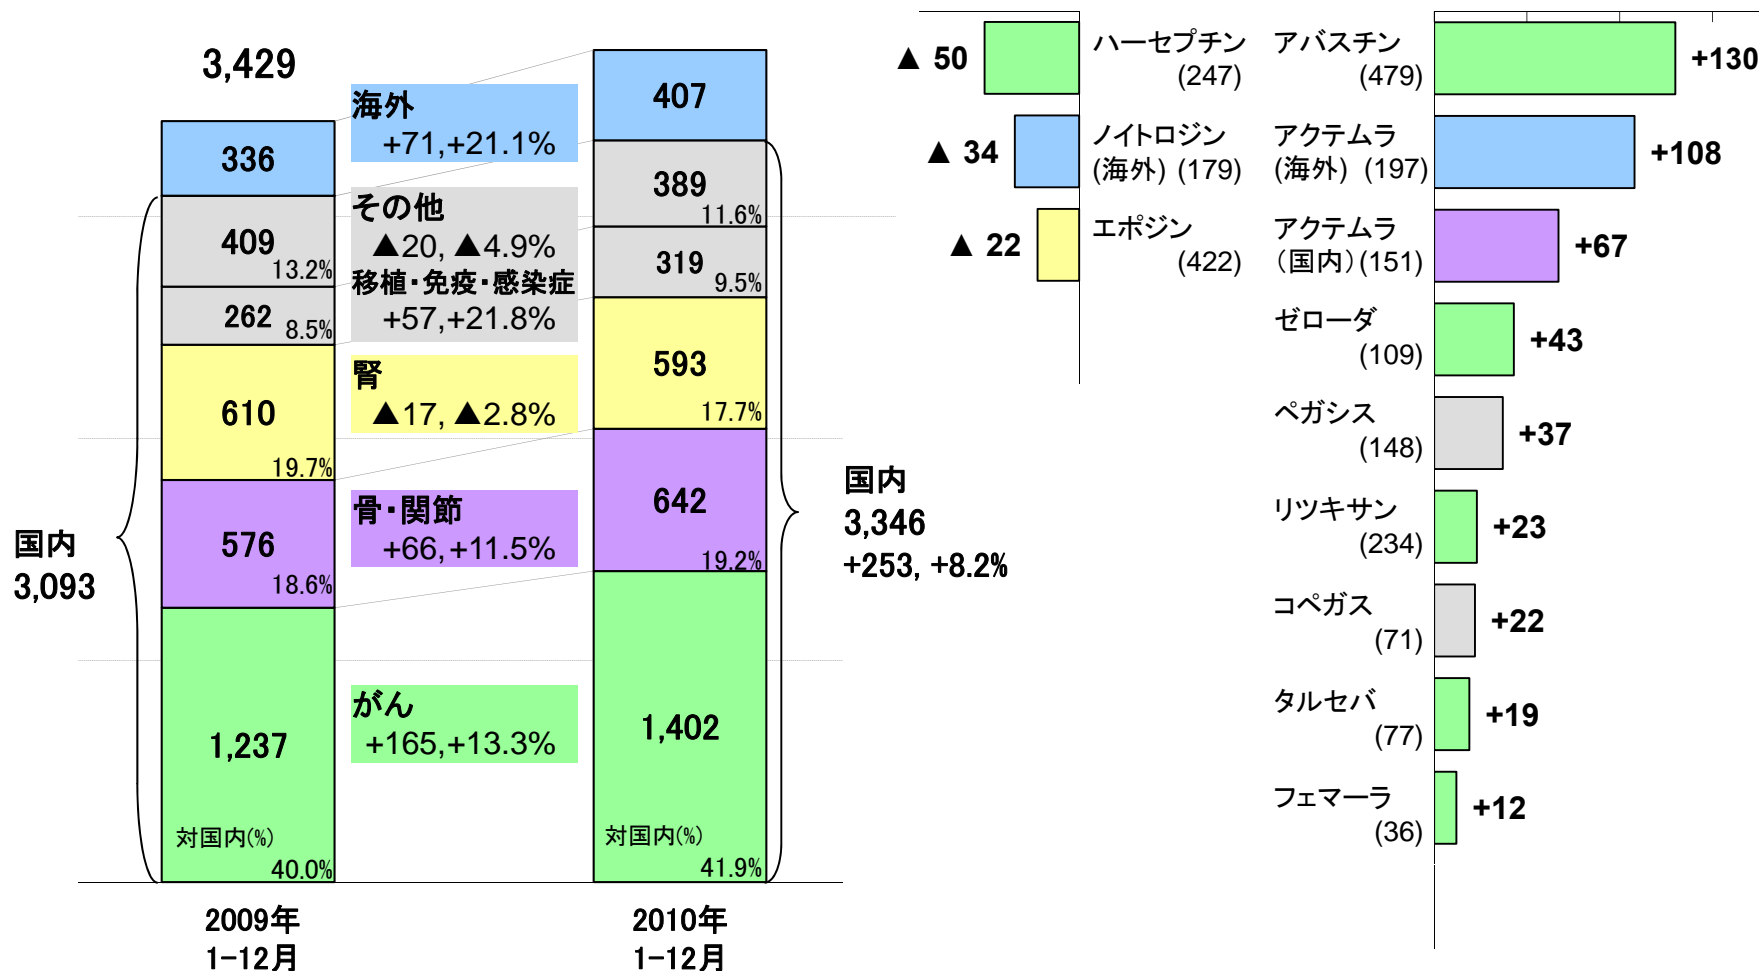 3,429
336
409
13.2%
262
8.5%
610
19.7%
576
18.6%
1,237
対国内(%)
40.0%
国内
3,093
2009年
1-12月
海外
+71,+21.1%
その他
▲20, ▲4.9%
移植・免疫・感染症
+57,+21.8%
腎
▲17, ▲2.8%
骨・関節
+66,+11.5%
がん
+165,+13.3%
407
389
11.6%
319
9.5%
593
17.7%
642
19.2%
1,402
対国内(%)
41.9%
2010年
1-12月
国内
3,346
+253, +8.2%
▲ 50
ハーセプチン
(247)
▲ 34
ノイトロジン
(海外) (179)
▲ 22
エポジン
(422)
アバスチン
(479)
+130
アクテムラ
(海外) (197)
+108
アクテムラ
(国内)(151)
+67
ゼローダ
(109)
+43
ペガシス
(148)
+37
リツキサン
(234)
+23
コペガス
(71)
+22
タルセバ
(77)
+19
フェマーラ
(36)
+12